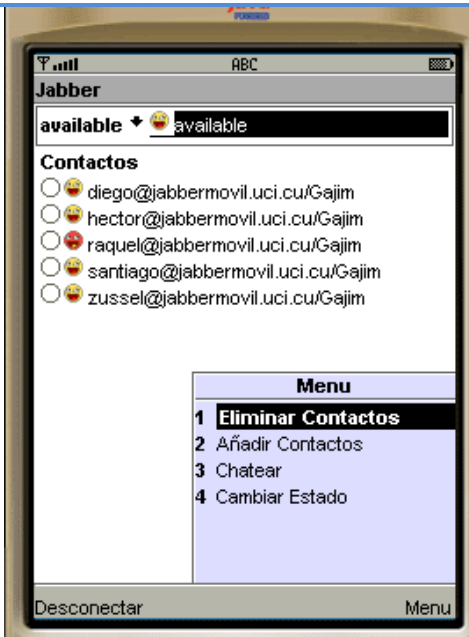 Java
POWERED
ABC
Jabber
available available
Contactos
diego@jabbermovil.uci.cu/Gajim
hector@jabbermovil.uci.cu/Gajim
raquel@jabbermovil.uci.cu/Gajim
santiago@jabbermovil.uci.cu/Gajim
zussel@jabbermovil.uci.cu/Gajim
Menu
1 Eliminar Contactos
2 Añadir Contactos
3 Chatear
4 Cambiar Estado
Desconectar Menu